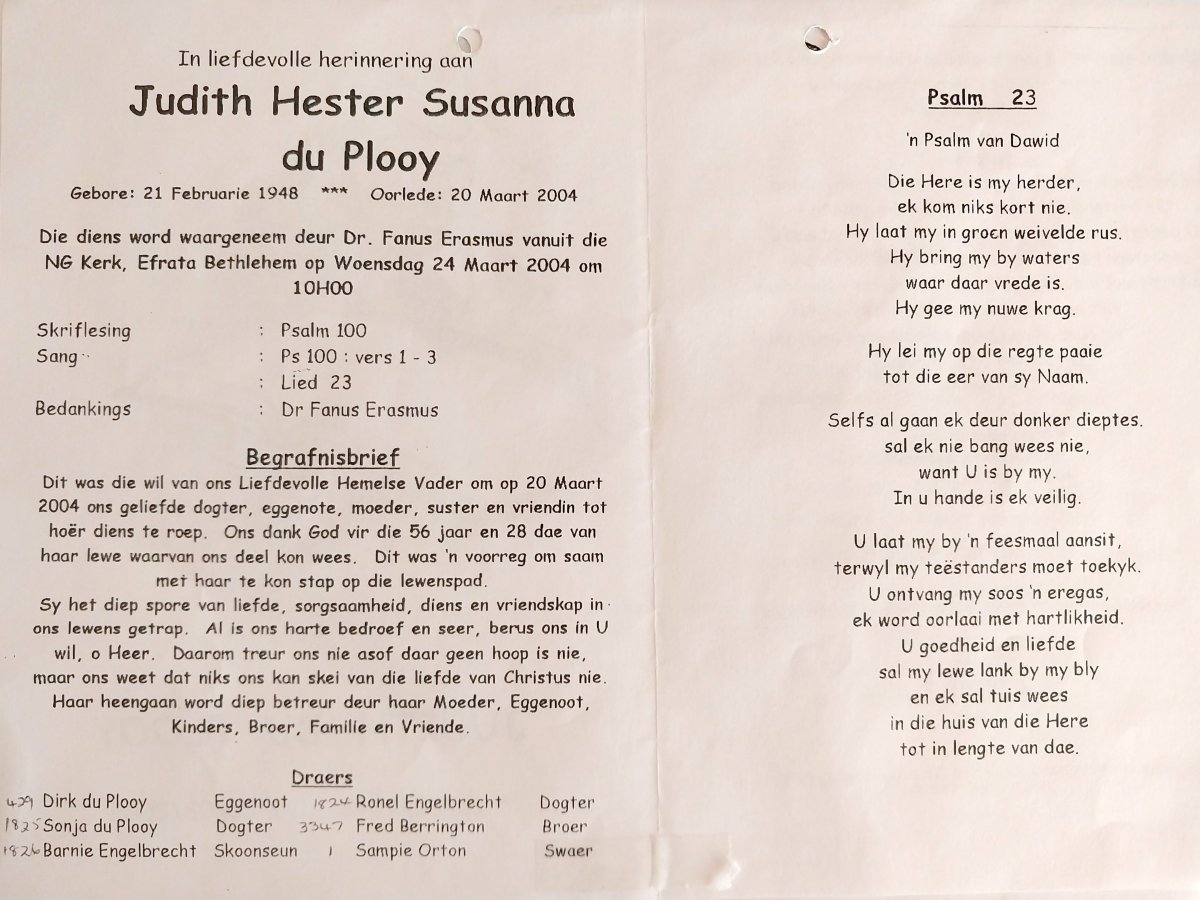 In liefdevolle herinnering aan
Judith Hester Susanna
du Plooy
Gebore: 21 Februarie 1948 *** Oorlede: 20 Maart 2004
Die diens word waargeneem deur Dr. Fanus Erasmus vanuit die
NG Kerk, Efrata Bethlehem op Woensdag 24 Maart 2004 om
10H00
Skriflesing : Psalm 100
Sang : Ps 100 : vers 1 - 3
: Lied 23
Bedankings : Dr Fanus Erasmus
Begrafnisbrief
Dit was die wil van ons Liefdevolle Hemelse Vader om op 20 Maart
2004 ons geliefde dogter, eggenote, moeder, suster en vriendin tot
hoër diens te roep. Ons dank God vir die 56 jaar en 28 dae van
haar lewe waarvan ons deel kon wees. Dit was 'n voorreg om saam
met haar te kon stap op die lewenspad.
Sy het diep spore van liefde, sorgsaamheid, diens en vriendskap in
ons lewens getrap. Al is ons harte bedroef en seer, berus ons in U
wil, o Heer. Daarom treur ons nie asof daar geen hoop is nie,
maar ons weet dat niks ons kan skei van die liefde van Christus nie.
Haar heengaan word diep betreur deur haar Moeder, Eggenoot,
Kinders, Broer, Familie en Vriende.
Draers
429 Dirk du Plooy Eggenoot 1824 Ronel Engelbrecht Dogter
1825 Sonja du Plooy Dogter 3347 Fred Berrington Broer
1826 Barnie Engelbrecht Skoonseun 1 Sampie Orton Swaer
Psalm 23
'n Psalm van Dawid
Die Here is my herder,
ek kom niks kort nie.
Hy laat my in groen weivelde rus.
Hy bring my by waters
waar daar vrede is.
Hy gee my nuwe krag.
Hy lei my op die regte paaie
tot die eer van sy Naam.
Selfs al gaan ek deur donker dieptes.
sal ek nie bang wees nie,
want U is by my.
In u hande is ek veilig.
U laat my by 'n feesmaal aansit,
terwyl my teëstanders moet toekyk.
U ontvang my soos 'n eregas,
ek word oorlaai met hartlikheid.
U goedheid en liefde
sal my lewe lank by my bly
en ek sal tuis wees
in die huis van die Here
tot in lengte van dae.